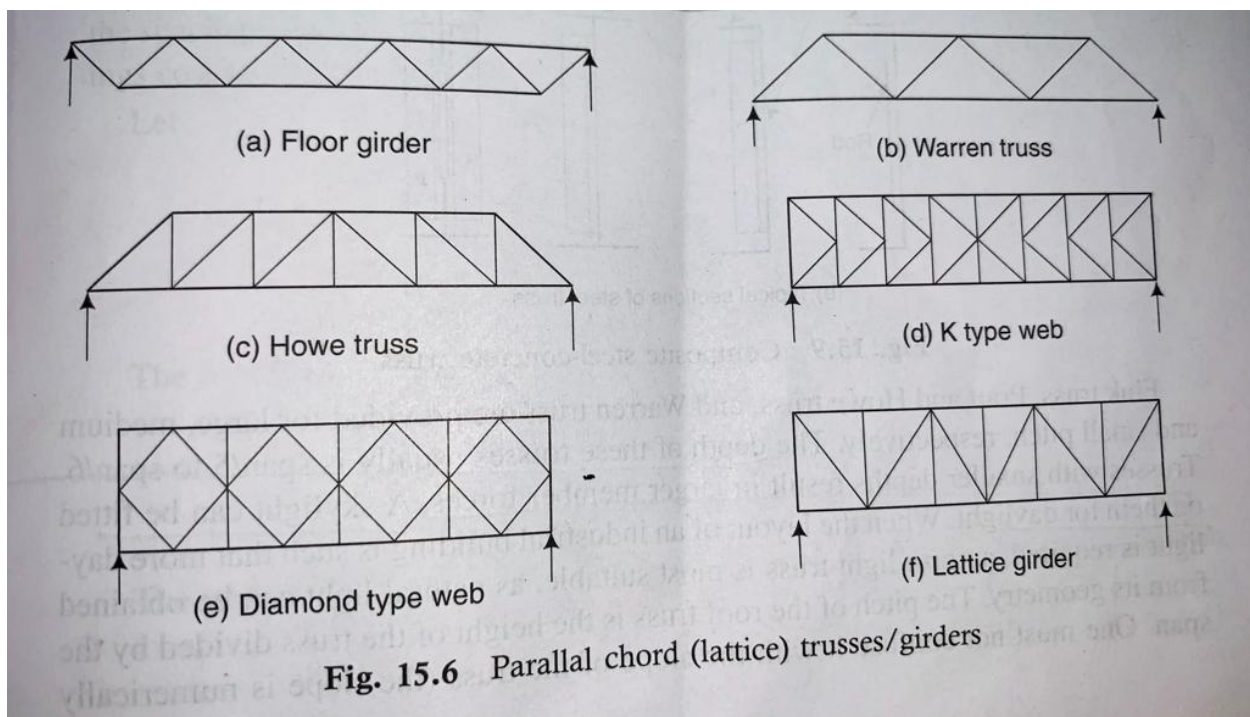 (a) Floor girder
(b) Warren truss
(c) Howe truss
(d) K type web
(e) Diamond type web
(f) Lattice girder
Fig. 15.6 Parallal chord (lattice) trusses/girders